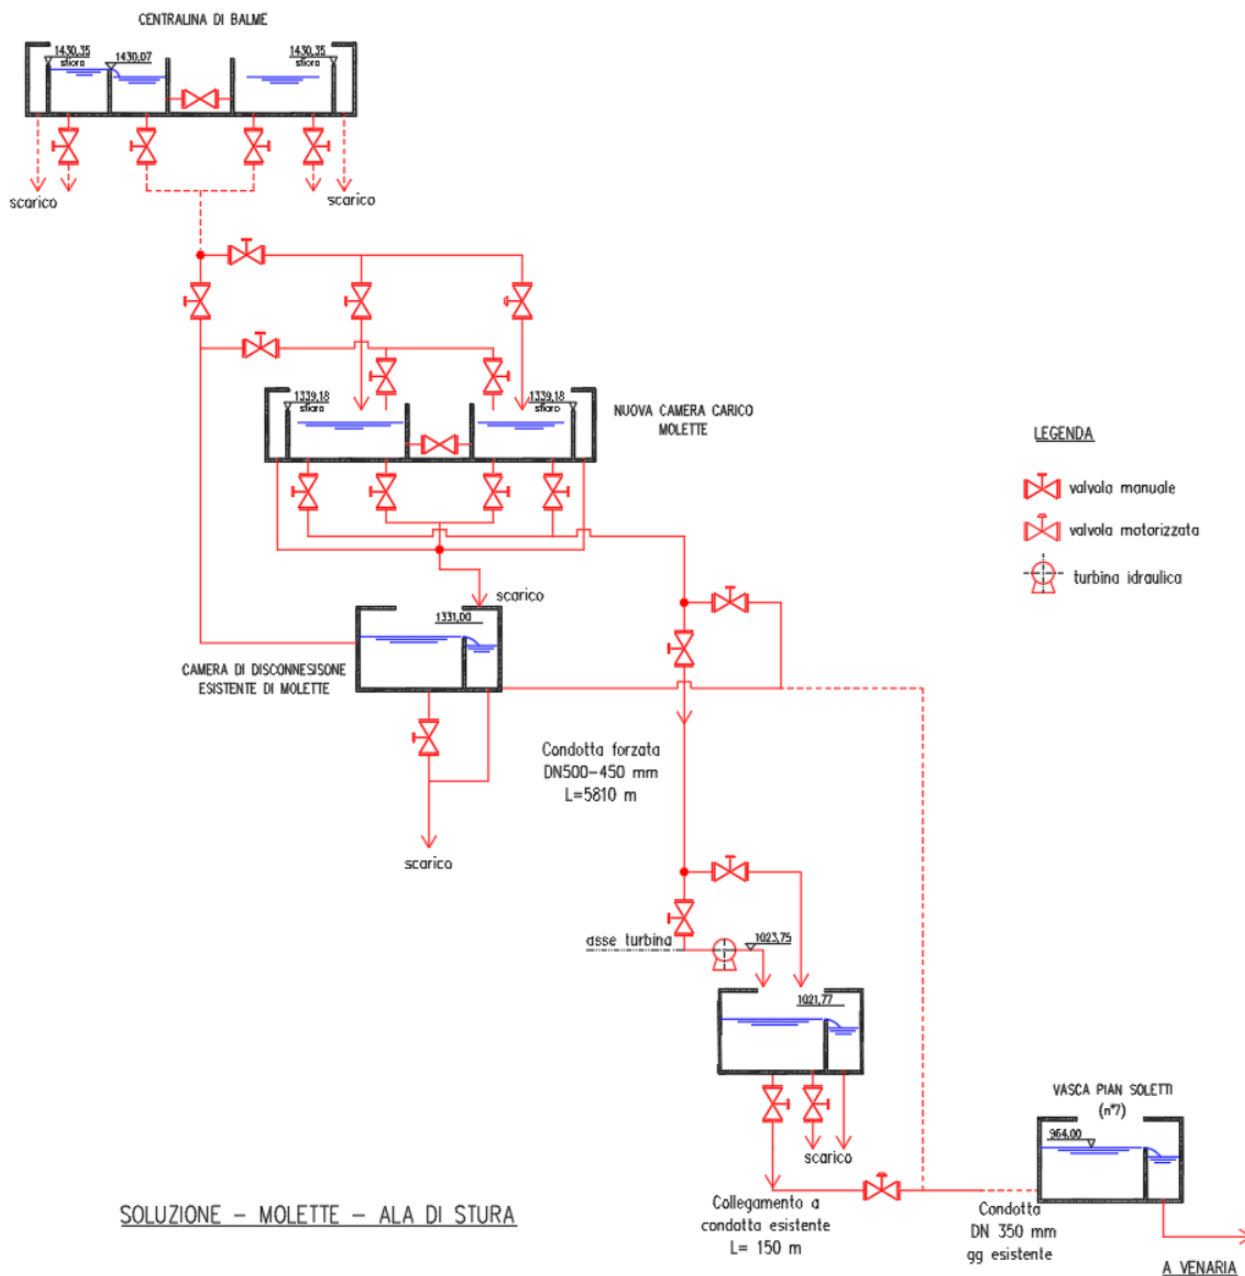 CENTRALINA DI BALME
1430,35
sfiora
1430,07
1430,35
sfiora
scarico
scarico
1339,18
sfioro
1339,18
sfioro
NUOVA CAMERA CARICO
MOLETTE
LEGENDA
valvola manuale
valvola motorizzata
turbina idraulica
scarico
1331,00
CAMERA DI DISCONNESISONE
ESISTENTE DI MOLETTE
Condotta forzata
DN500-450 mm
L=5810 m
scarico
asse turbina
1023,75
1021,77
VASCA PIAN SOLETTI
(n°7)
964,00
scarico
Collegamento a
condotta esistente
L= 150 m
Condotta
DN 350 mm
gg esistente
SOLUZIONE - MOLETTE - ALA DI STURA
A VENARIA